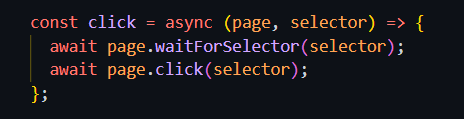 const click = async (page, selector) => {
  await page.waitForSelector(selector);
  await page.click(selector);
};